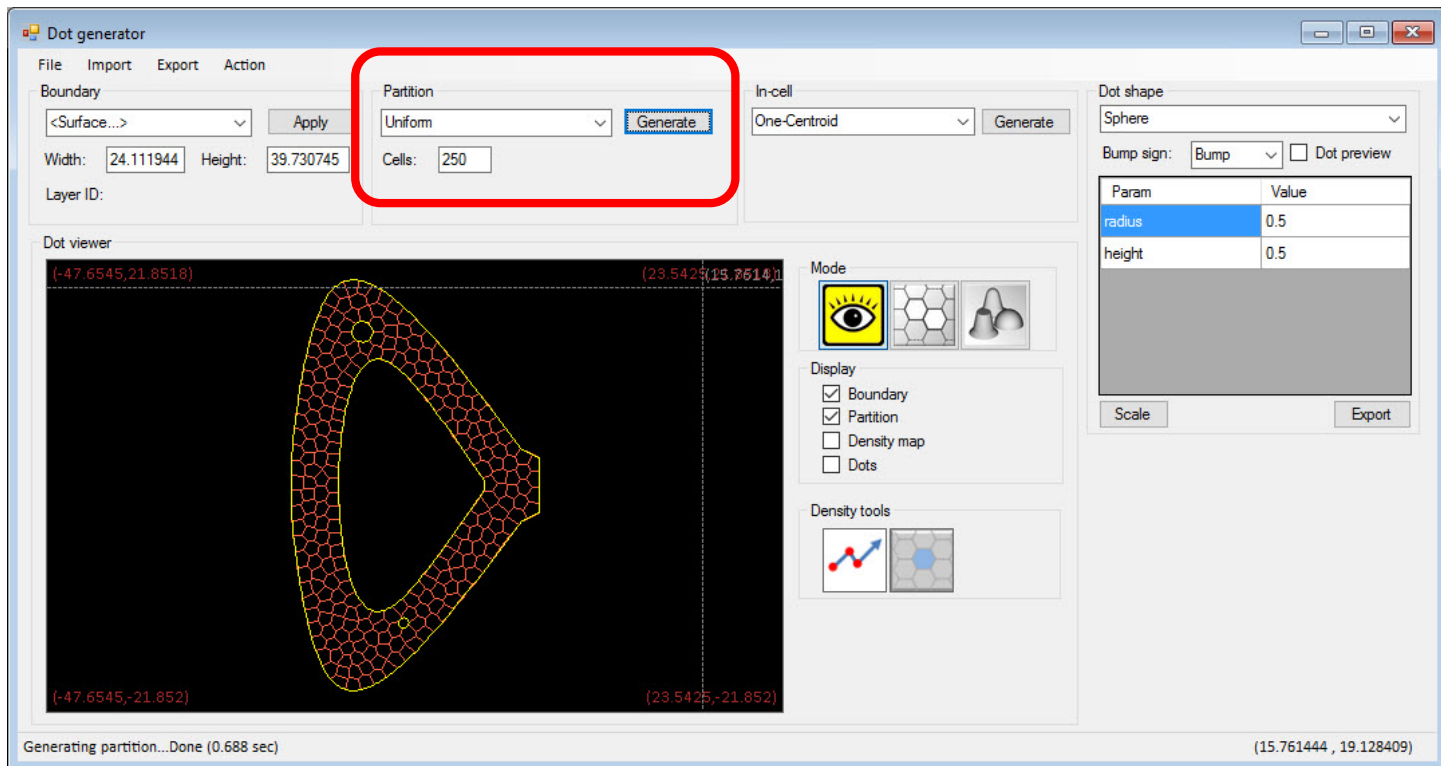 Dot generator
File Import Export Action
Boundary
<Surface...> Apply
Width: 24.111944 Height: 39.730745
Layer ID:
Partition
Uniform Generate
Cells: 250
In-cell
One-Centroid Generate
Dot shape
Sphere
Bump sign: Bump Dot preview
Param Value
radius 0.5
height 0.5
Scale Export
Dot viewer
(-47.6545,21.8518)
(-47.6545,-21.852) (23.5425,-21.852)
Mode
Display
Boundary
Partition
Density map
Dots
Density tools
Generating partition...Done (0.688 sec) (15.761444 , 19.128409)